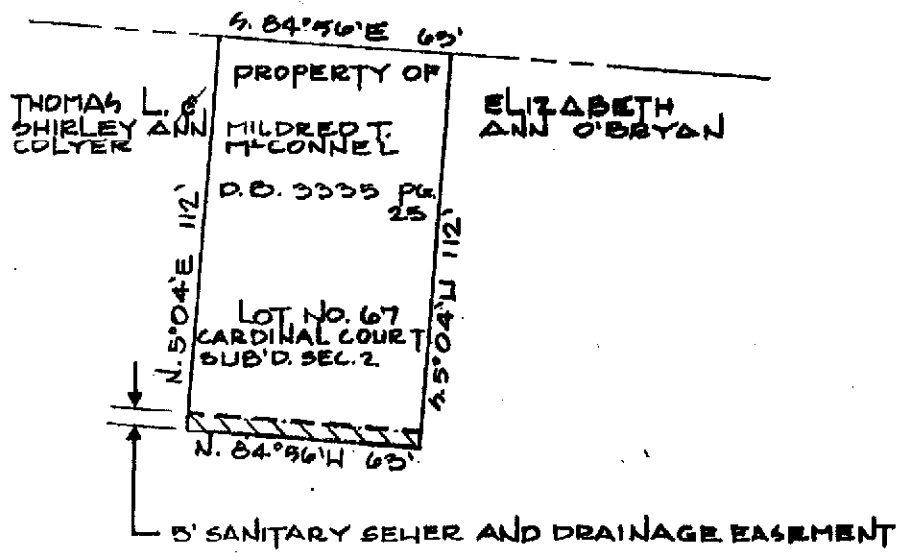 S. 84°56'E 63'
PROPERTY OF
THOMAS L. &
SHIRLEY ANN
COLYER
MILDRED T.
McCONNEL
ELIZABETH
ANN O'BRYAN
D.B. 3335 PG.
25
N. 5°04'E 112'
S. 5°04'W 112'
LOT NO. 67
CARDINAL COURT
SUB'D. SEC. 2
N. 84°56'W 63'
5' SANITARY SEWER AND DRAINAGE EASEMENT